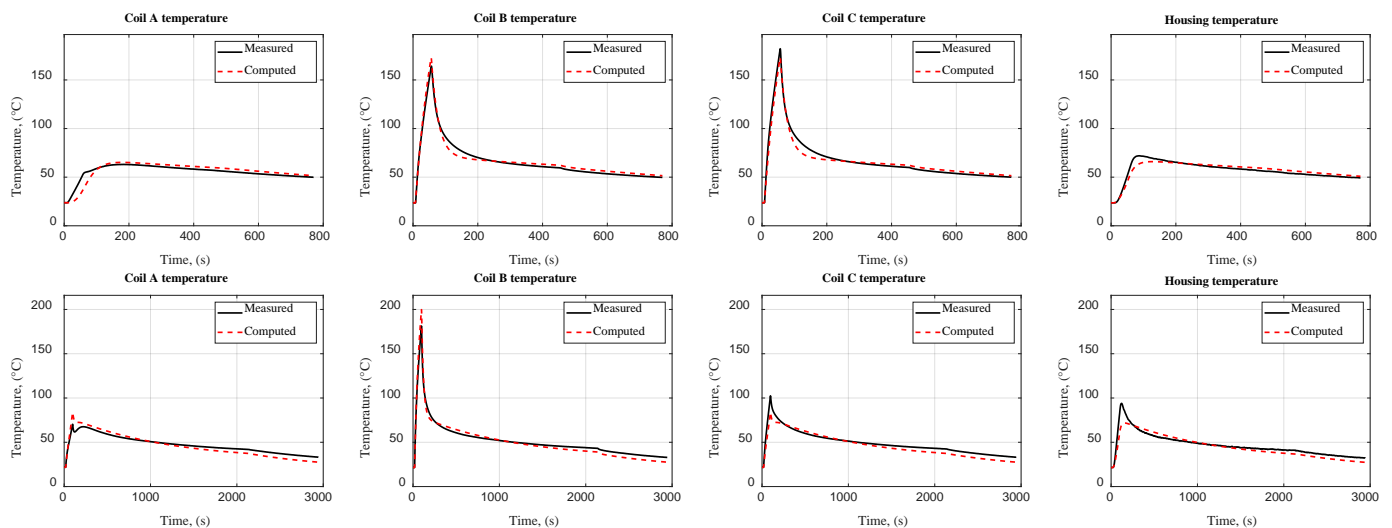 Coil A temperature
Temperature, (°C)
150
100
50
0
Measured
Computed
0 200 400 600 800
Time, (s)
Coil B temperature
Temperature, (°C)
150
100
50
0
Measured
Computed
0 200 400 600 800
Time, (s)
Coil C temperature
Temperature, (°C)
150
100
50
0
Measured
Computed
0 200 400 600 800
Time, (s)
Housing temperature
Temperature, (°C)
150
100
50
0
Measured
Computed
0 200 400 600 800
Time, (s)
Coil A temperature
Temperature, (°C)
200
150
100
50
0
Measured
Computed
0 1000 2000 3000
Time, (s)
Coil B temperature
Temperature, (°C)
200
150
100
50
0
Measured
Computed
0 1000 2000 3000
Time, (s)
Coil C temperature
Temperature, (°C)
200
150
100
50
0
Measured
Computed
0 1000 2000 3000
Time, (s)
Housing temperature
Temperature, (°C)
200
150
100
50
0
Measured
Computed
0 1000 2000 3000
Time, (s)